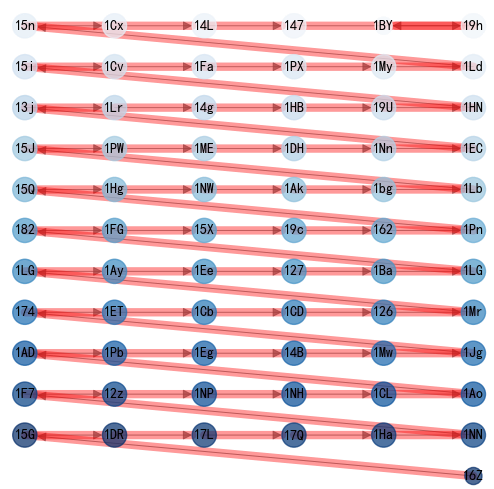 15n 1Cx 14L 147 1BY 19h
15i 1Cv 1Fa 1PX 1My 1Ld
13j 1Lr 14g 1HB 19U 1HN
15J 1PW 1ME 1DH 1Nn 1EC
15Q 1Hg 1NW 1Ak 1bg 1Lb
182 1FG 15X 19c 162 1Pn
1LG 1Ay 1Ee 127 1Ba 1LG
174 1ET 1Cb 1CD 126 1Mr
1AD 1Pb 1Eg 14B 1Mw 1Jg
1F7 12z 1NP 1NH 1CL 1Ao
15G 1DR 17L 17Q 1Ha 1NN
16Z